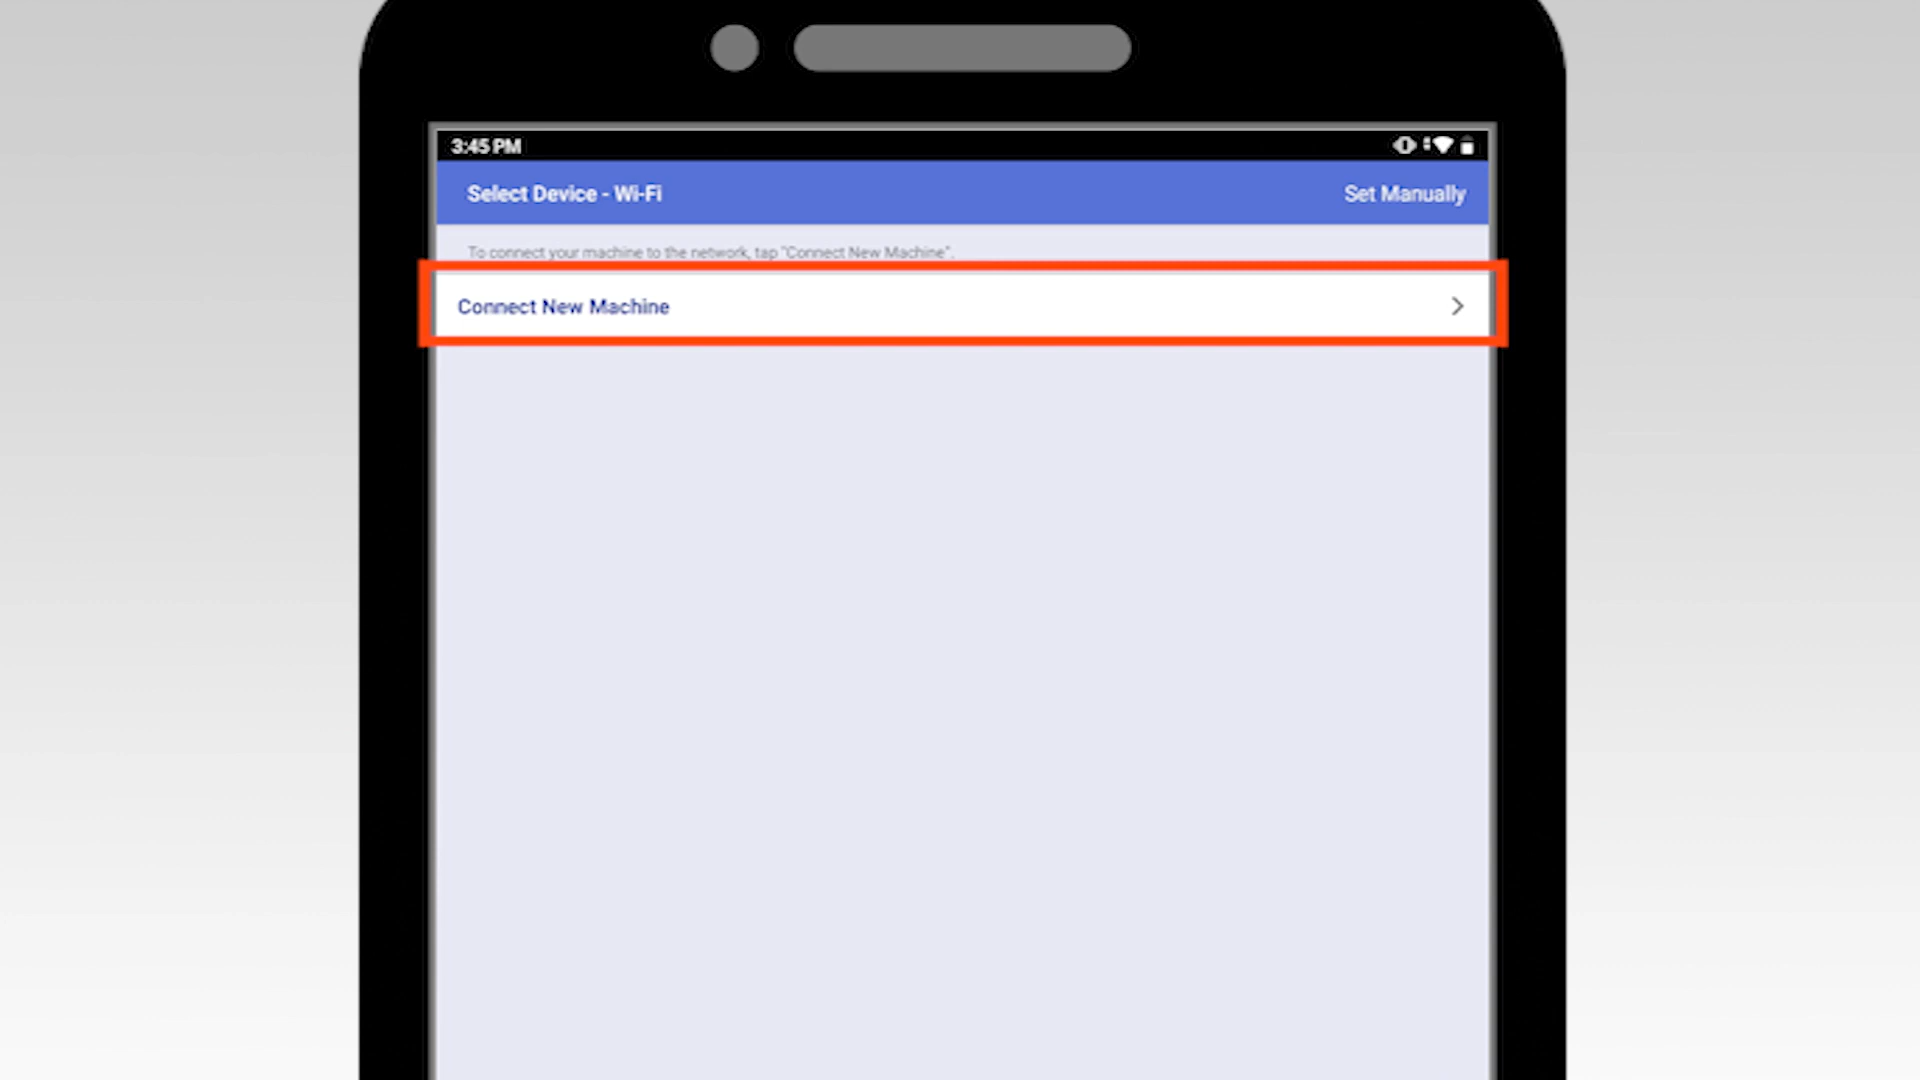 3:45 PM
Select Device - Wi-Fi
Set Manually
To connect your machine to the network, tap "Connect New Machine".
Connect New Machine